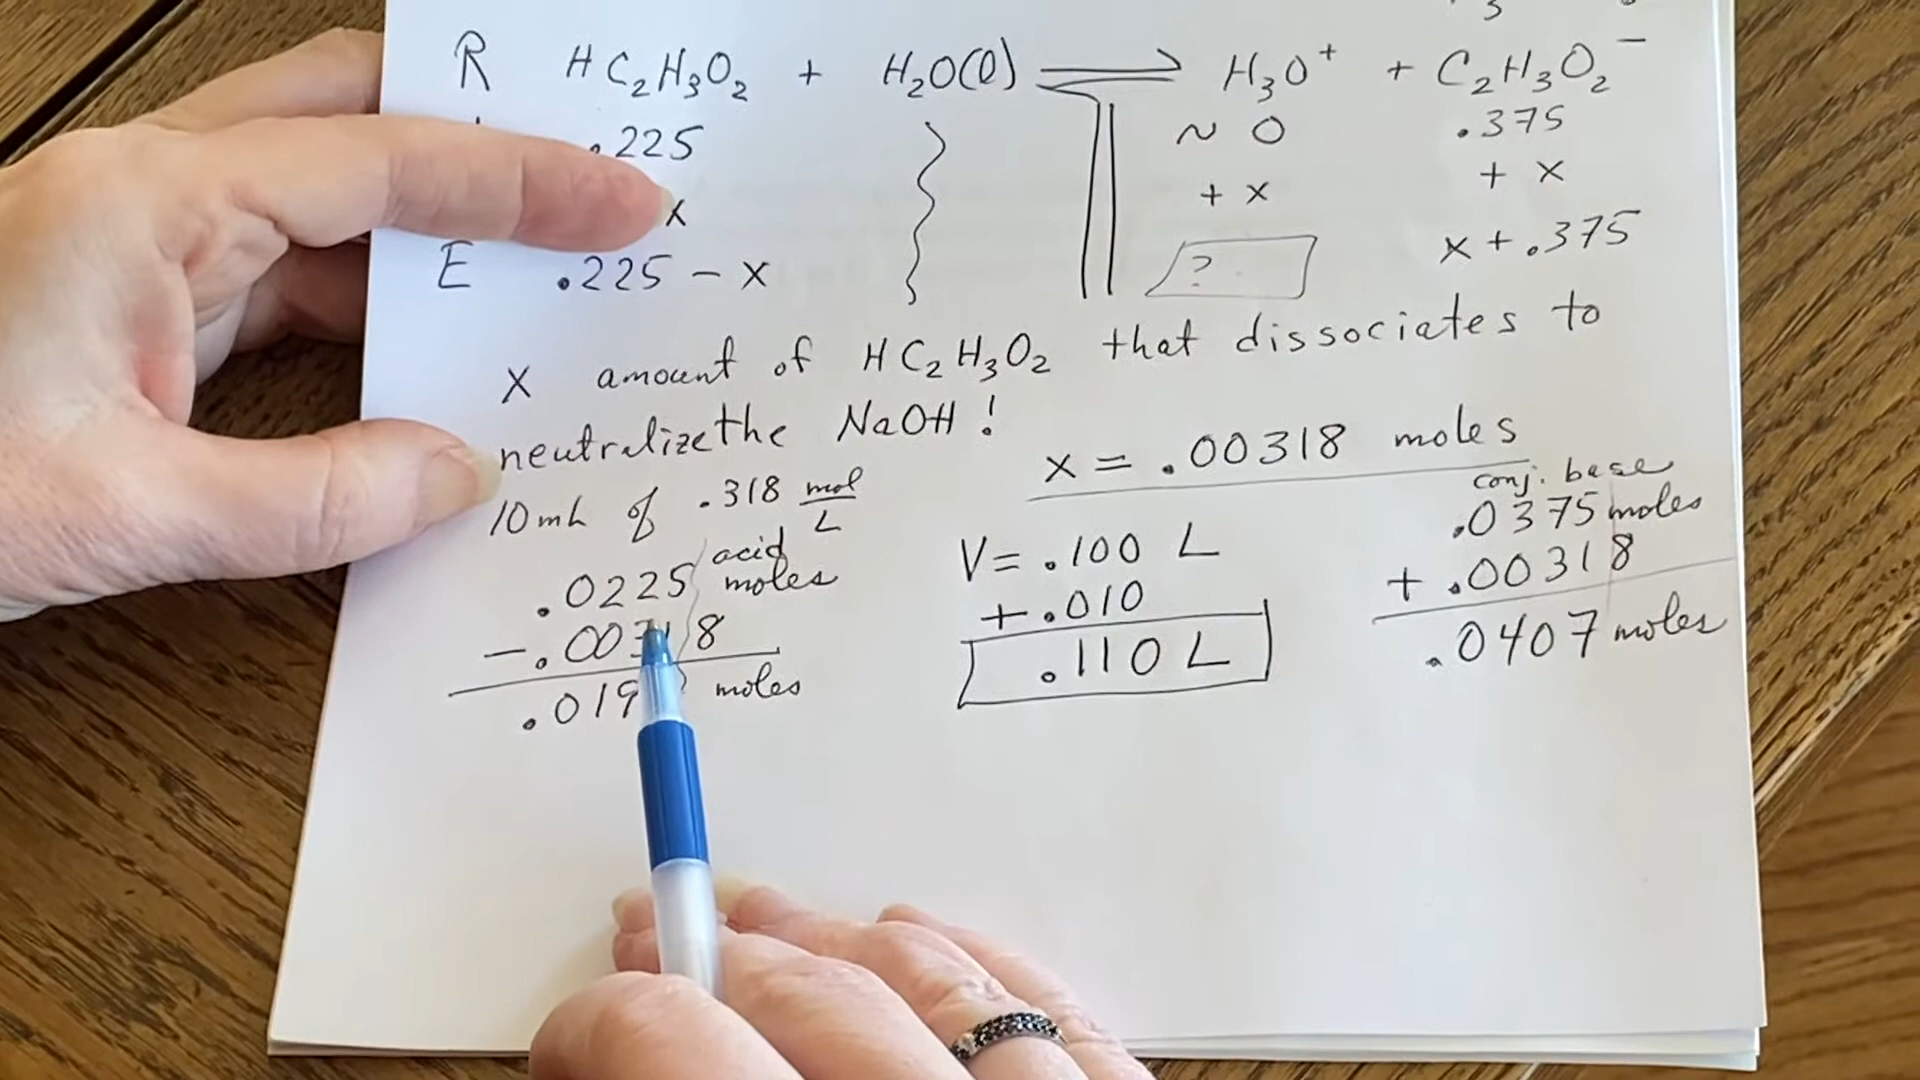 3
R HC₂H₃O₂ + H₂O(l) ⇌ H₃O⁺ + C₂H₃O₂⁻
.225 ~ 0 .375
x + x + x
E .225 - x ? x + .375
X amount of HC₂H₃O₂ that dissociates to
neutralize the NaOH!
x = .00318 moles
10 mL of .318 mol/L
acid
.0225 moles
- .00318
.019 moles
V = .100 L
+ .010
.110 L
conj. base
.0375 moles
+ .00318
.0407 moles